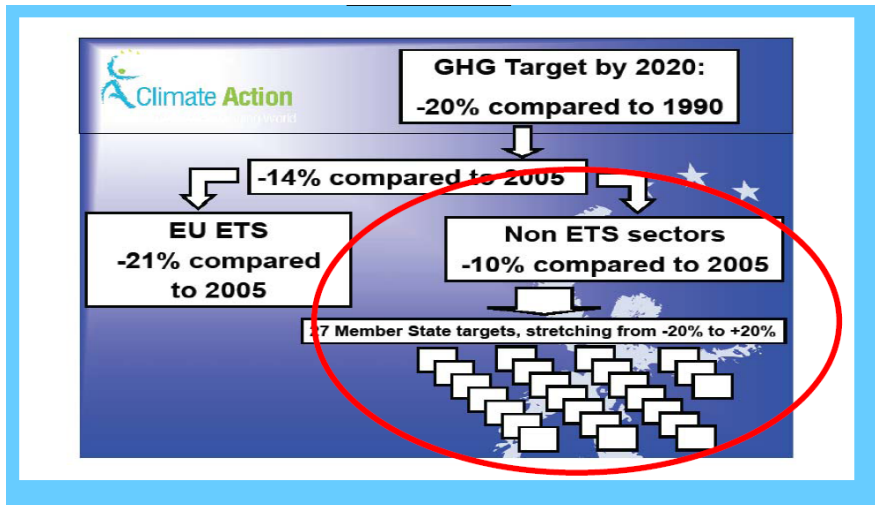 Climate Action
GHG Target by 2020:
-20% compared to 1990
-14% compared to 2005
EU ETS
-21% compared
to 2005
Non ETS sectors
-10% compared to 2005
27 Member State targets, stretching from -20% to +20%